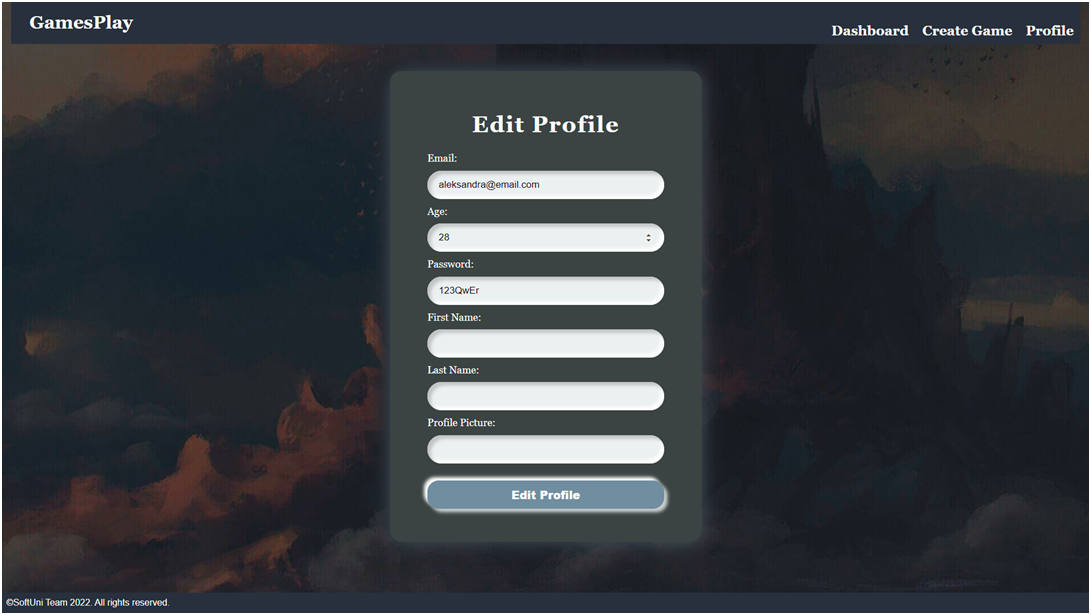 GamesPlay
Dashboard Create Game Profile
Edit Profile
Email:
aleksandra@email.com
Age:
28
Password:
123QwEr
First Name:
Last Name:
Profile Picture:
Edit Profile
©SoftUni Team 2022. All rights reserved.